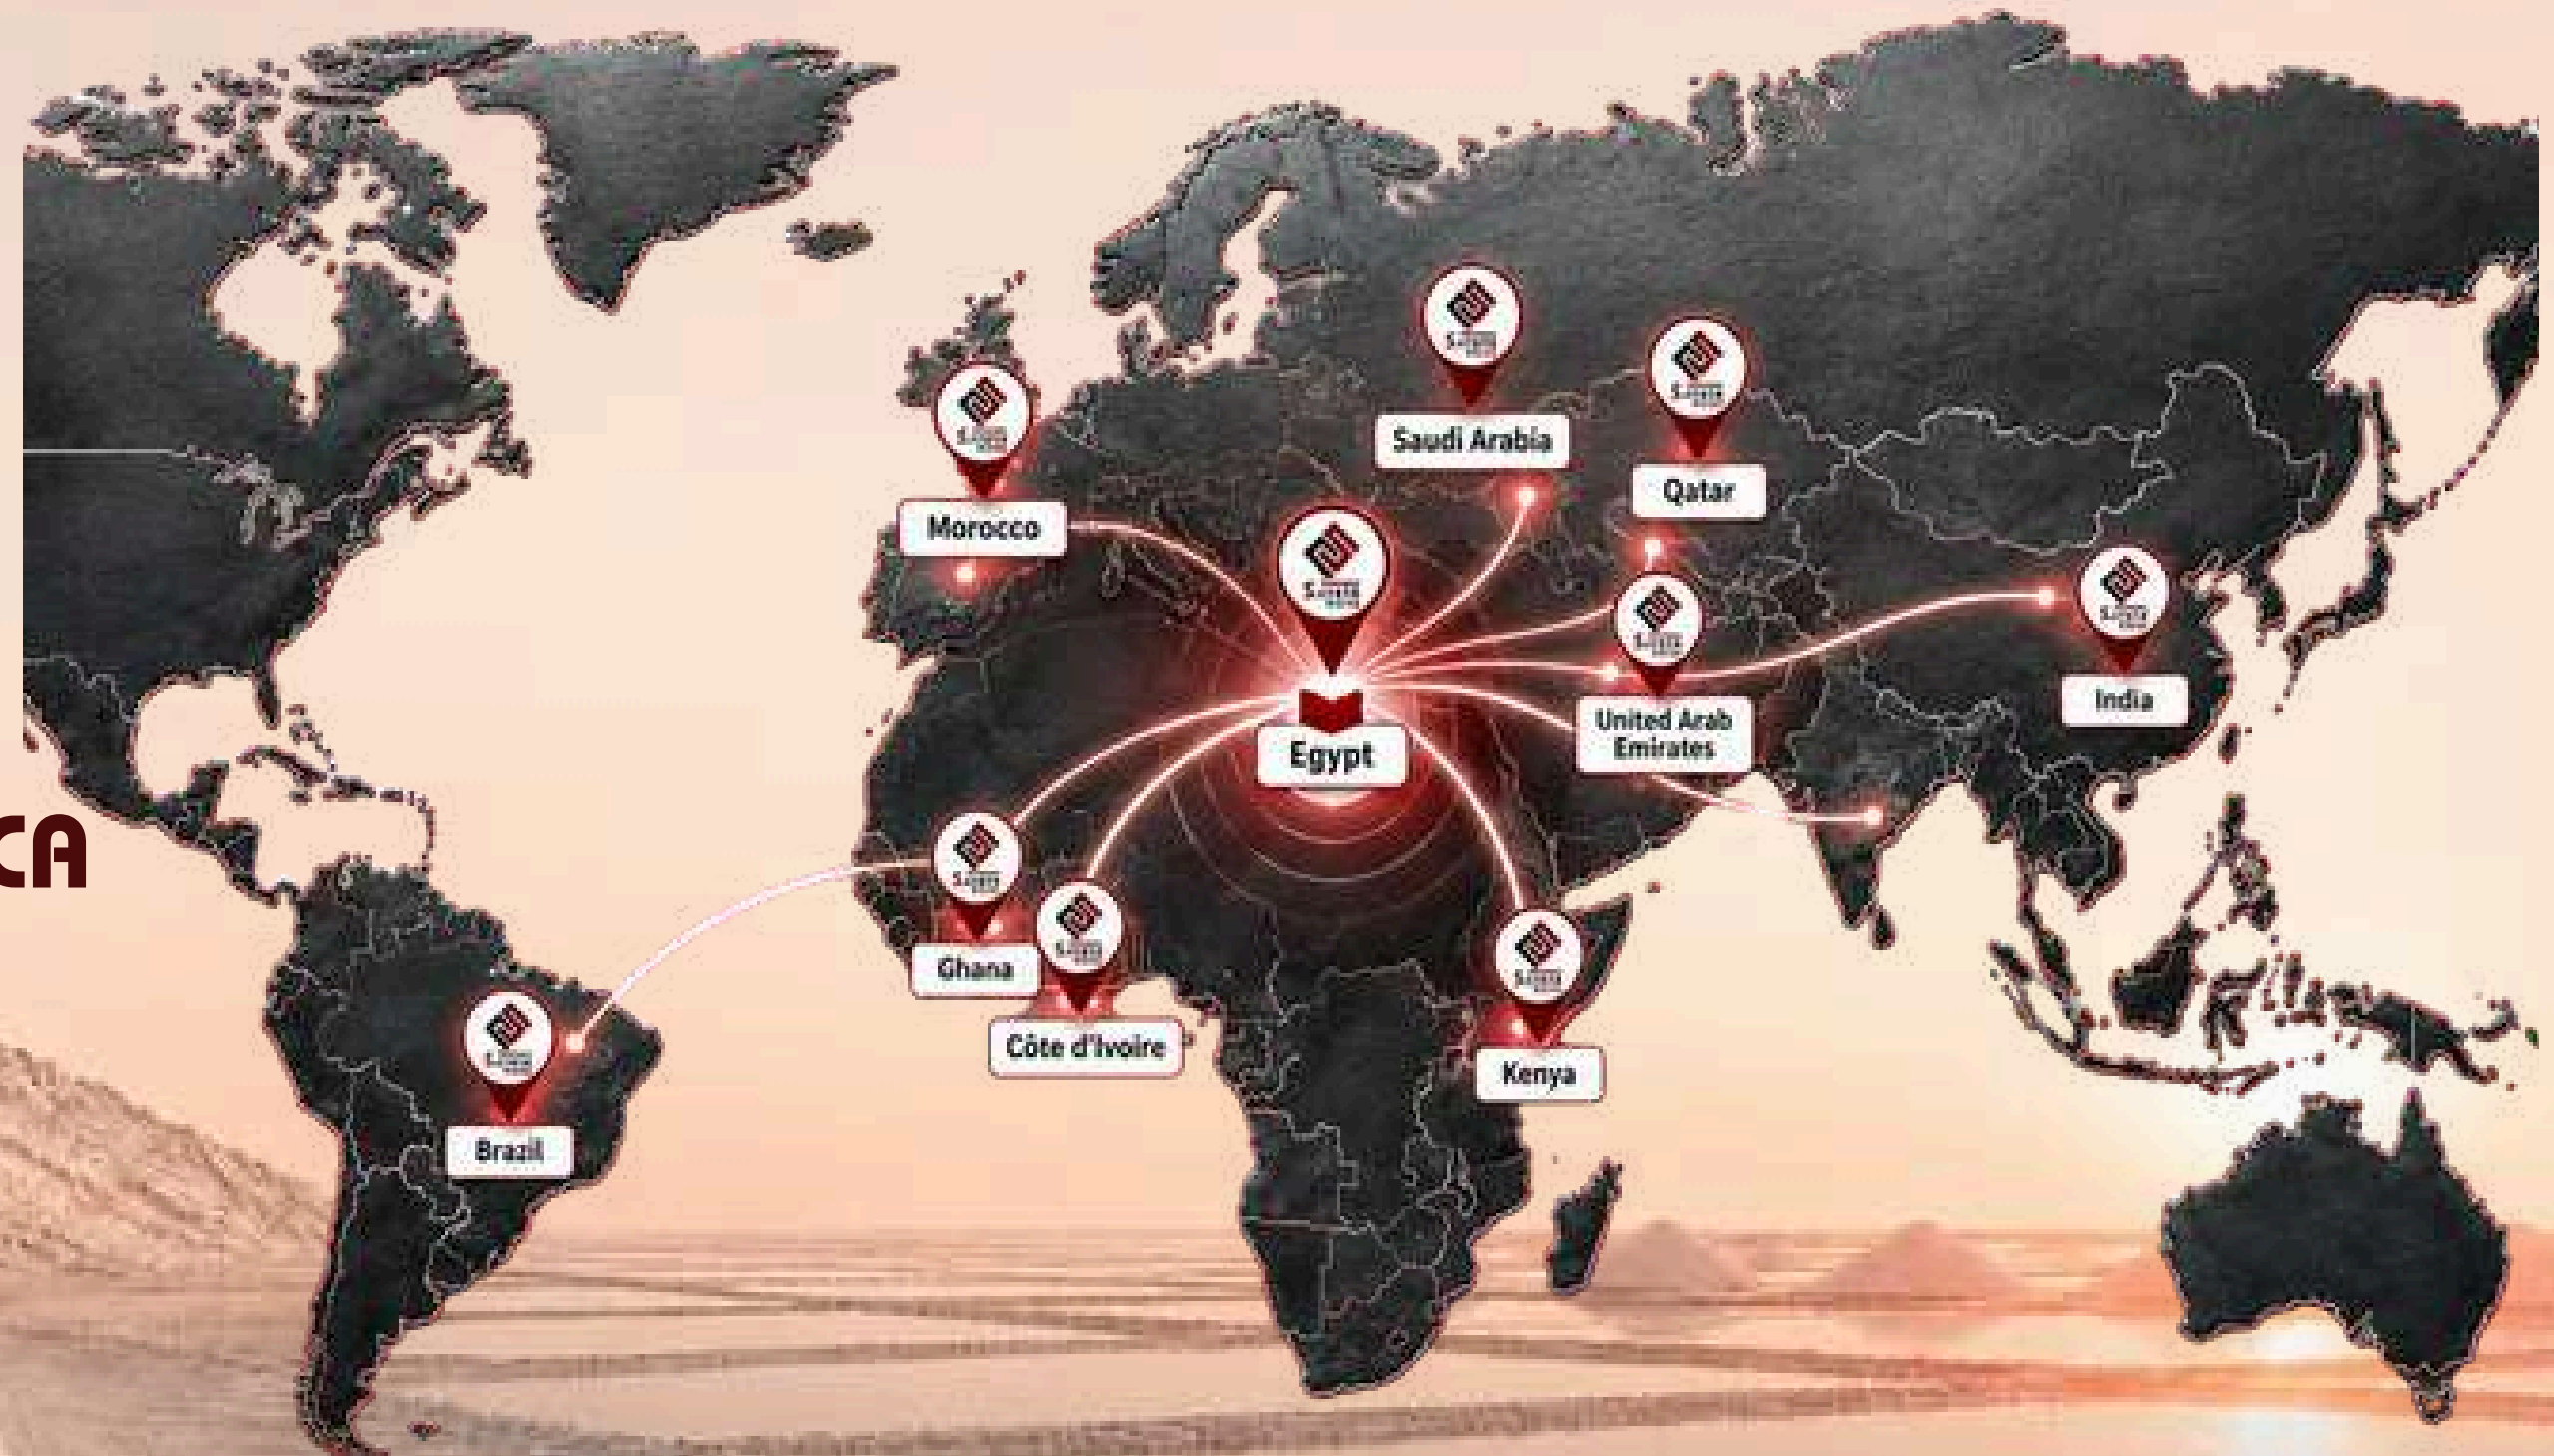 Saudi Arabia
Qatar
Morocco
India
United Arab
Emirates
Egypt
CA
Ghana
Côte d'Ivoire
Kenya
Brazil